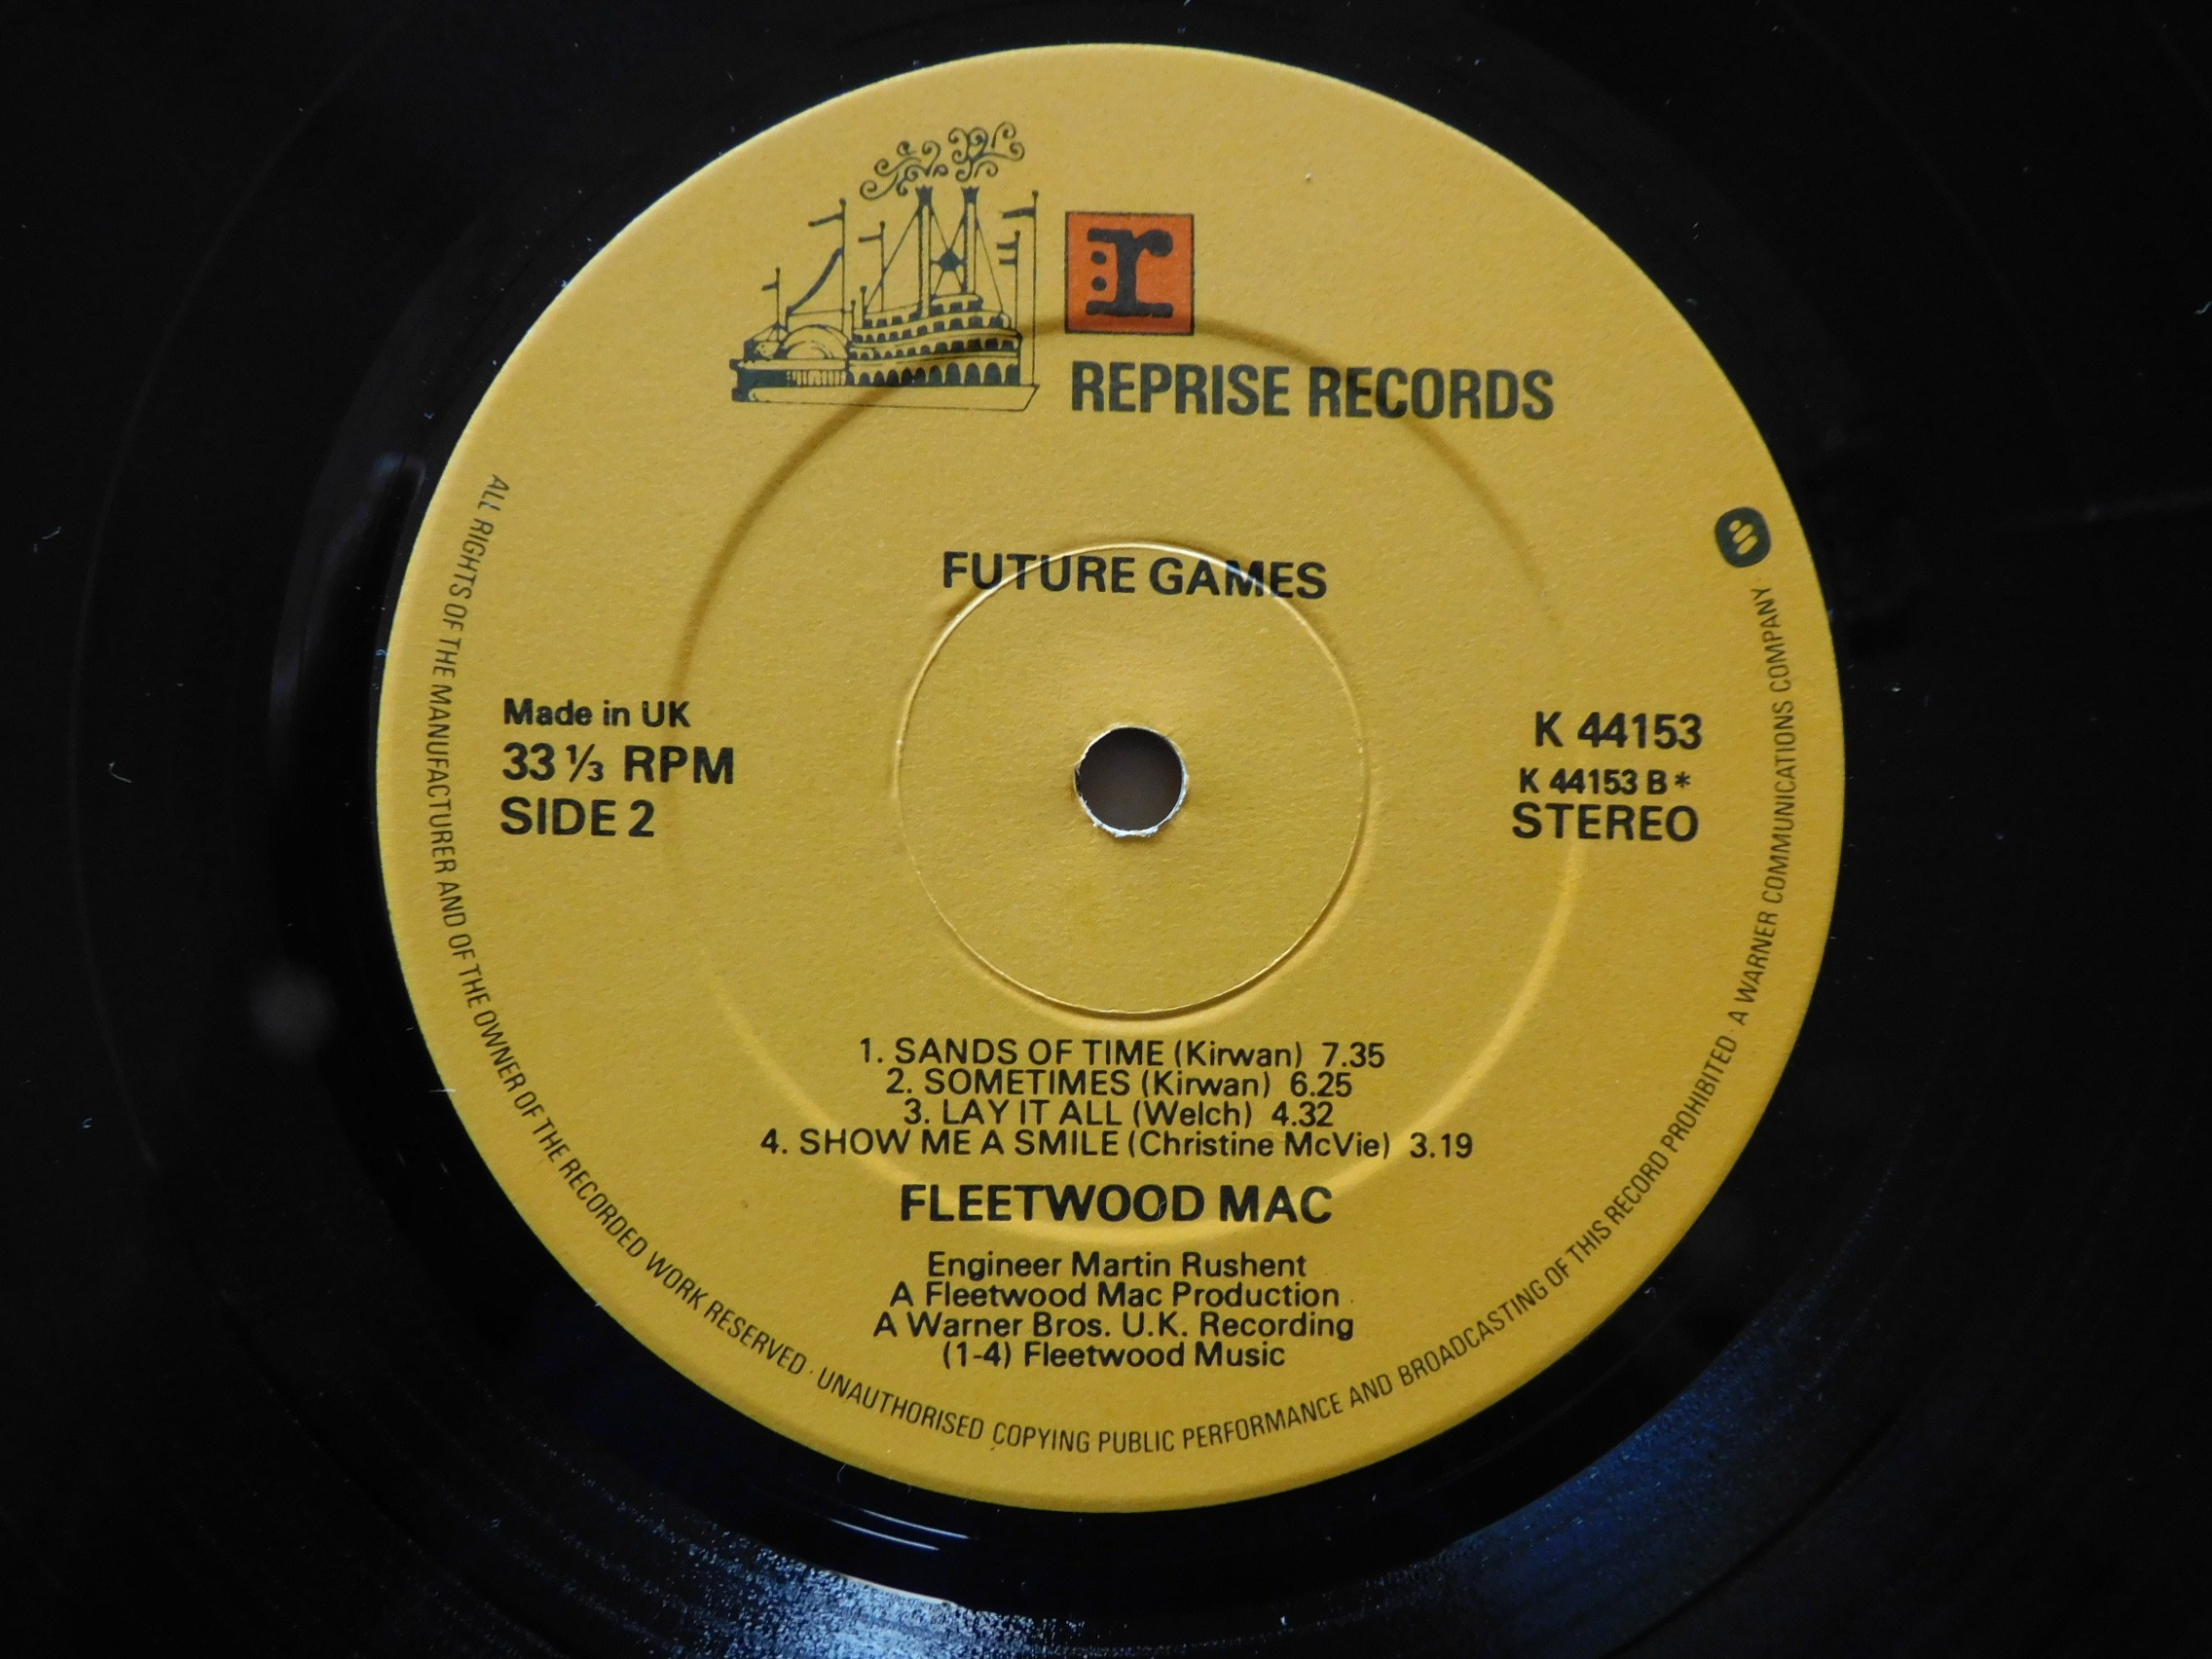 r:
REPRISE RECORDS
FUTURE GAMES
Made in UK
33 ⅓ RPM
SIDE 2
K 44153
K 44153 B*
STEREO
1. SANDS OF TIME (Kirwan) 7.35
2. SOMETIMES (Kirwan) 6.25
3. LAY IT ALL (Welch) 4.32
4. SHOW ME A SMILE (Christine McVie) 3.19
FLEETWOOD MAC
Engineer Martin Rushent
A Fleetwood Mac Production
A Warner Bros. U.K. Recording
(1-4) Fleetwood Music
ALL RIGHTS OF THE MANUFACTURER AND OF THE OWNER OF THE RECORDED WORK RESERVED · UNAUTHORISED COPYING PUBLIC PERFORMANCE AND BROADCASTING OF THIS RECORD PROHIBITED · A WARNER COMMUNICATIONS COMPANY ·